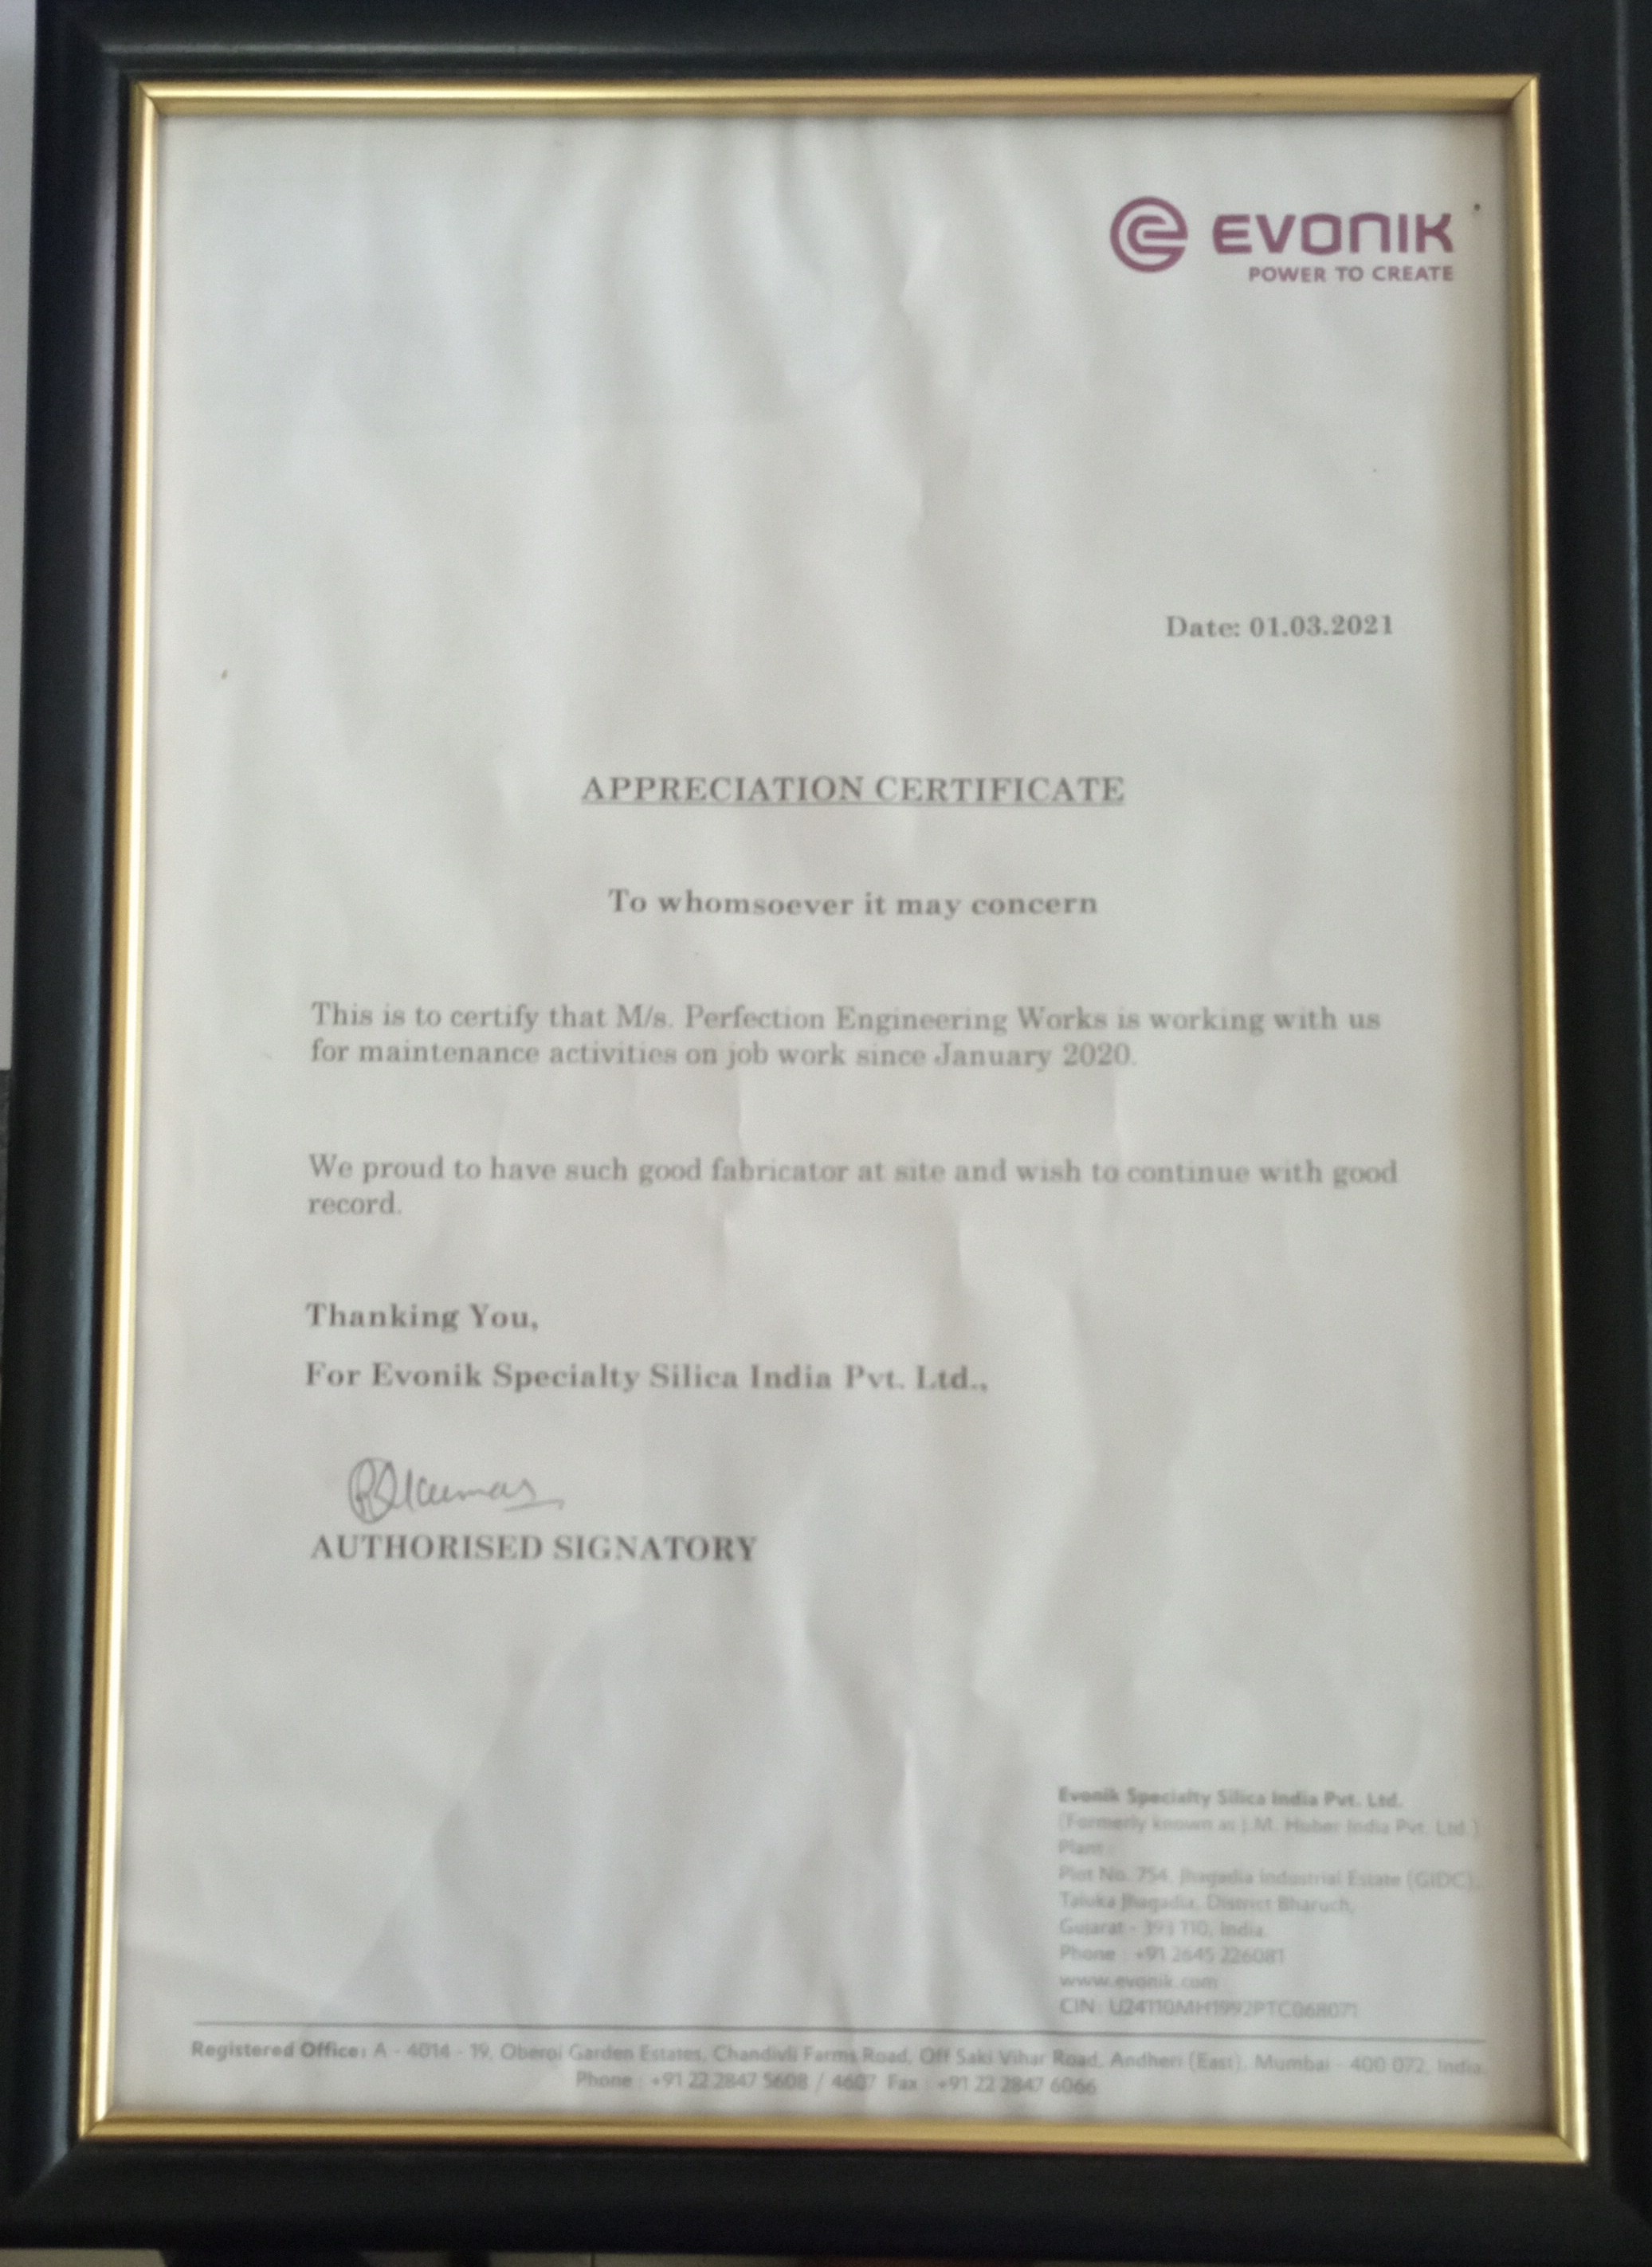 EVONIK
POWER TO CREATE
Date: 01.03.2021
APPRECIATION CERTIFICATE
To whomsoever it may concern
This is to certify that M/s. Perfection Engineering Works is working with us
for maintenance activities on job work since January 2020.
We proud to have such good fabricator at site and wish to continue with good
record.
Thanking You,
For Evonik Specialty Silica India Pvt. Ltd.,
AUTHORISED SIGNATORY
Evonik Specialty Silica India Pvt. Ltd.
(Formerly known as J.M. Huber India Pvt. Ltd.)
Plant :
Plot No. 754, Jhagadia Industrial Estate (GIDC),
Taluka Jhagadia, District Bharuch,
Gujarat - 393 110, India.
Phone : +91 2645 226081
www.evonik.com
CIN: U24110MH1992PTC068071
Registered Office: A - 4014 - 19, Oberoi Garden Estates, Chandivli Farms Road, Off Saki Vihar Road, Andheri (East), Mumbai - 400 072, India.
Phone : +91 22 2847 5608 / 4607 Fax : +91 22 2847 6066